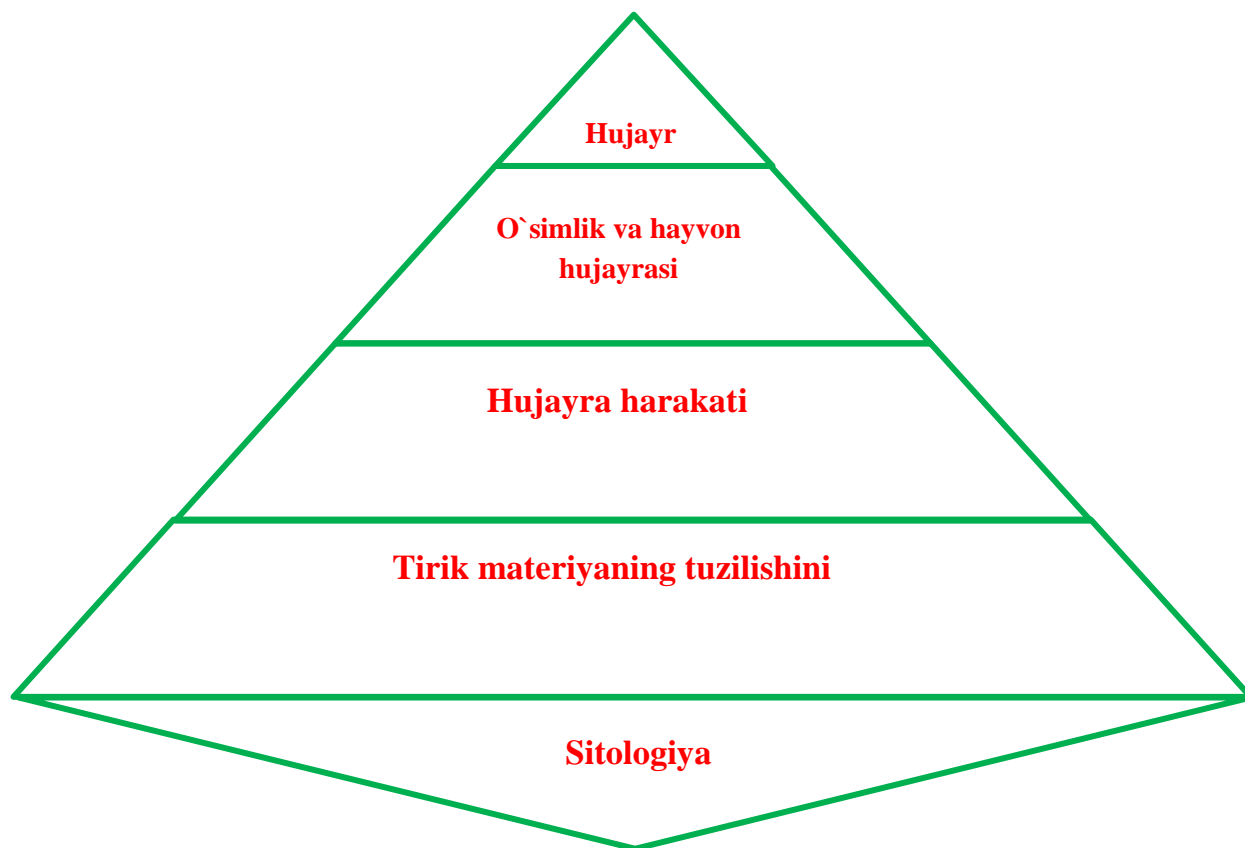 Hujayr
O`simlik va hayvon
hujayrasi
Hujayra harakati
Tirik materiyaning tuzilishini
Sitologiya